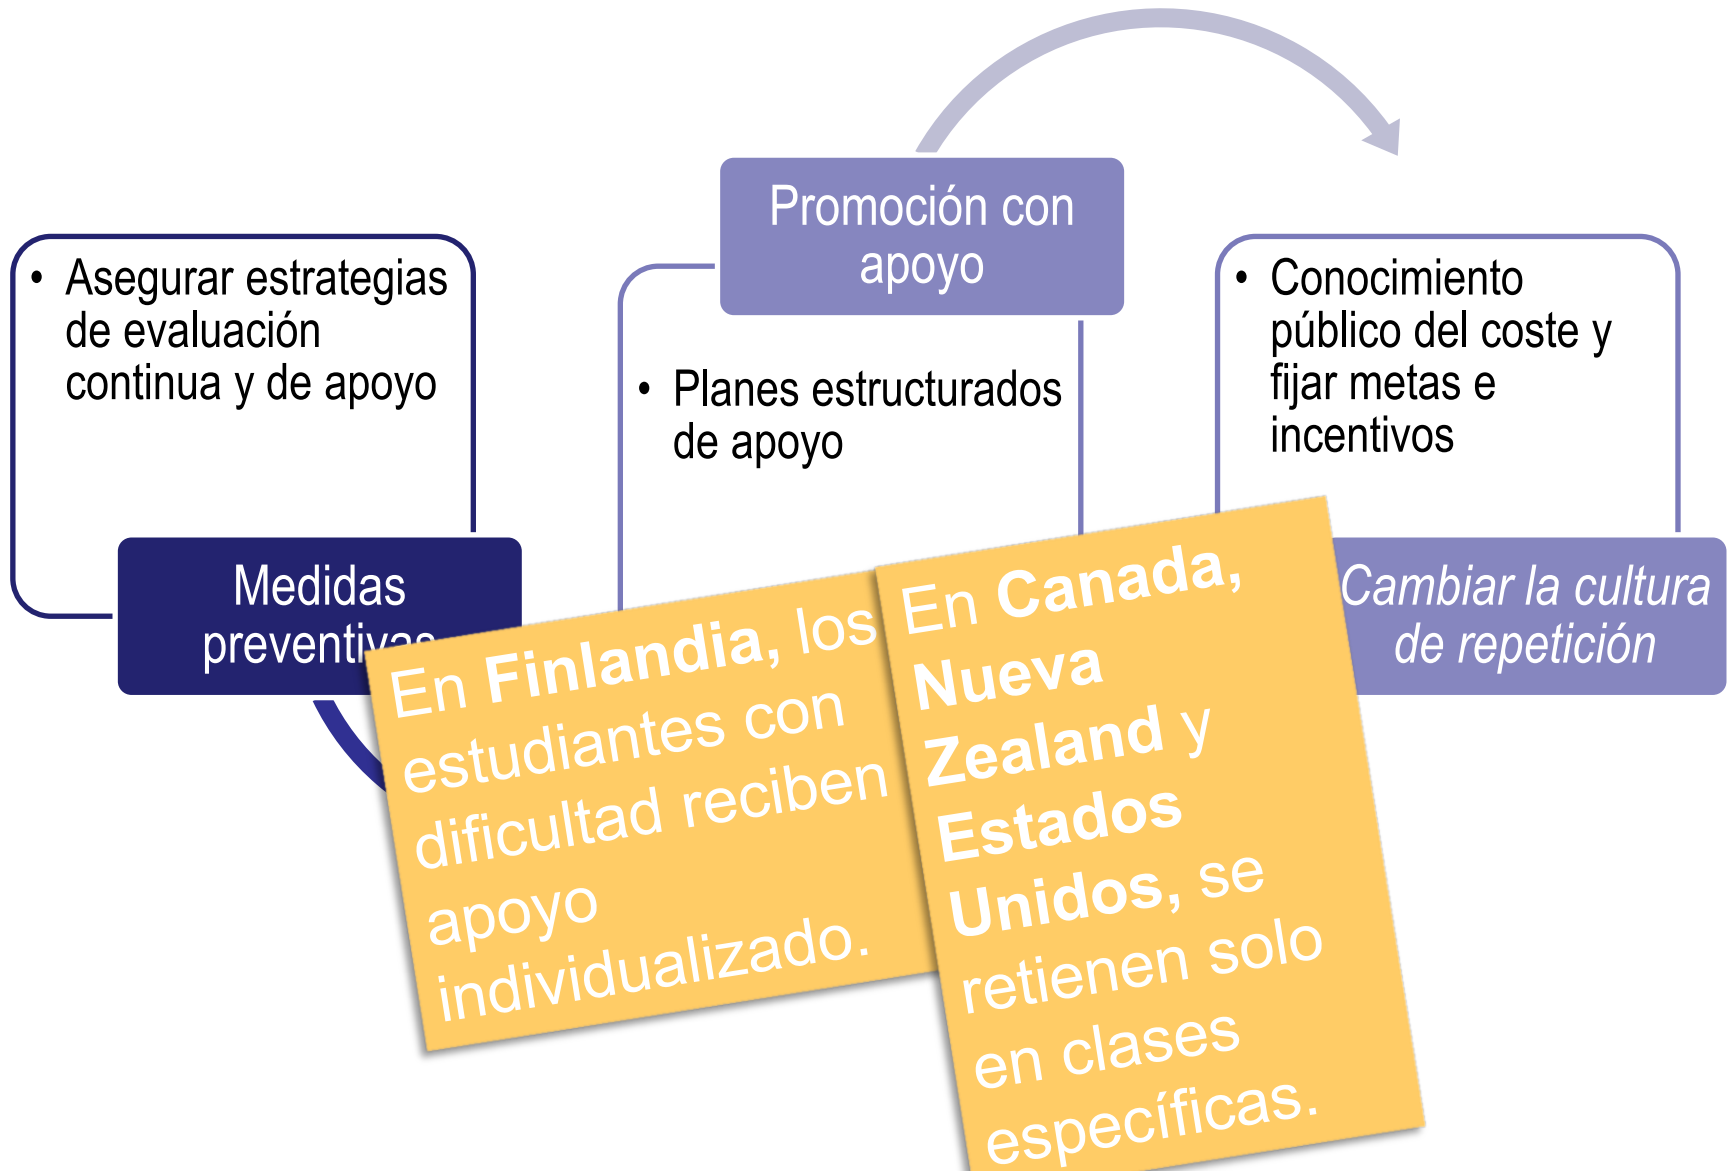 • Asegurar estrategias
de evaluación
continua y de apoyo
Medidas
preventivas
Promoción con
apoyo
• Planes estructurados
de apoyo
• Conocimiento
público del coste y
fijar metas e
incentivos
Cambiar la cultura
de repetición
En Finlandia, los
estudiantes con
dificultad reciben
apoyo
individualizado.
En Canada,
Nueva
Zealand y
Estados
Unidos, se
retienen solo
en clases
específicas.